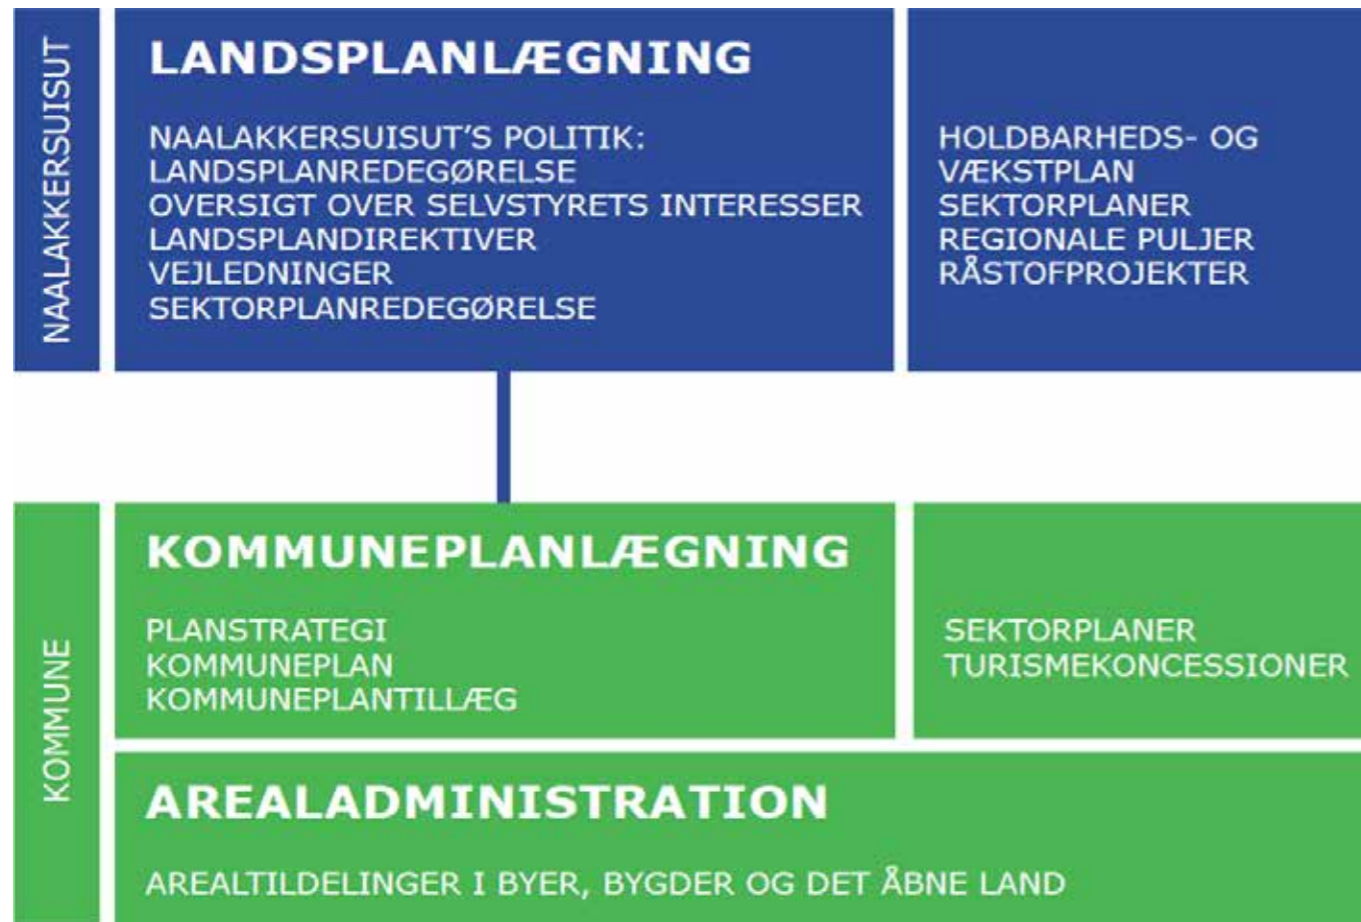 NAALAKKERSUISUT
LANDSPLANLÆGNING
NAALAKKERSUISUT’S POLITIK:
LANDSPLANREDEGØRELSE
OVERSIGT OVER SELVSTYRETS INTERESSER
LANDSPLANDIREKTIVER
VEJLEDNINGER
SEKTORPLANREDEGØRELSE
HOLDBARHEDS- OG
VÆKSTPLAN
SEKTORPLANER
REGIONALE PULJER
RÅSTOFPROJEKTER
KOMMUNE
KOMMUNEPLANLÆGNING
PLANSTRATEGI
KOMMUNEPLAN
KOMMUNEPLANTILLÆG
SEKTORPLANER
TURISMEKONCESSIONER
AREALADMINISTRATION
AREALTILDELINGER I BYER, BYGDER OG DET ÅBNE LAND